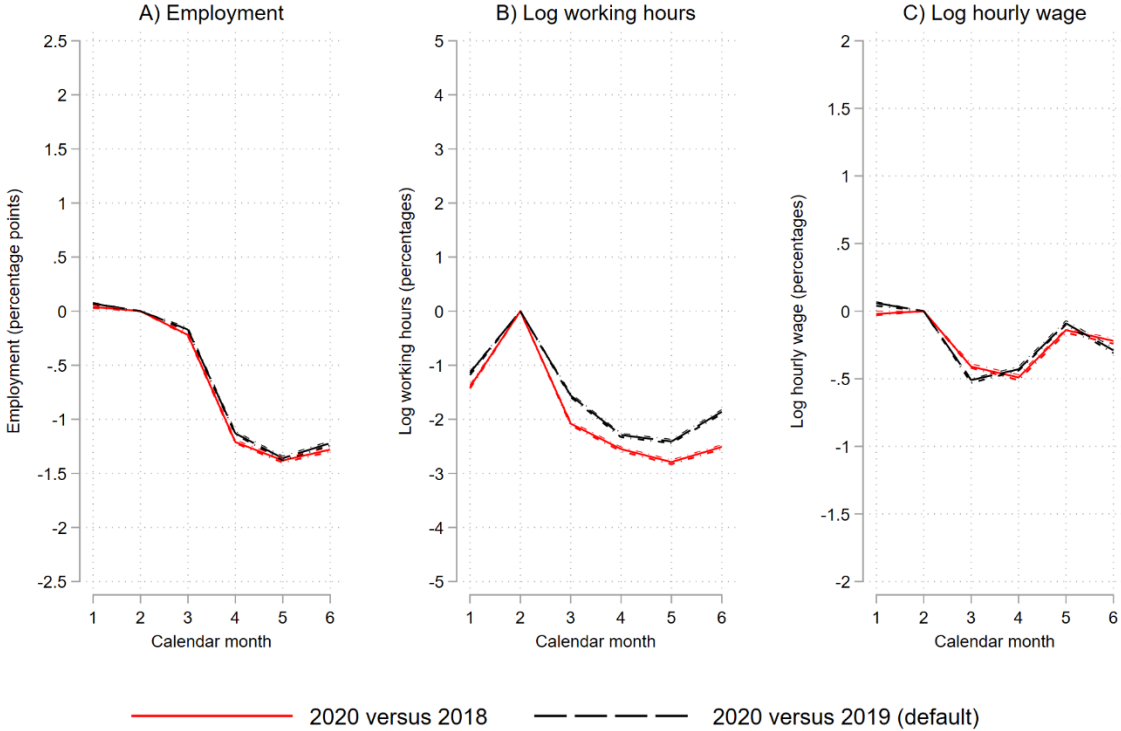 A) Employment
B) Log working hours
C) Log hourly wage
Employment (percentage points)
2.5
2
1.5
1
.5
0
-.5
-1
-1.5
-2
-2.5
1 2 3 4 5 6
Calendar month
Log working hours (percentages)
5
4
3
2
1
0
-1
-2
-3
-4
-5
1 2 3 4 5 6
Calendar month
Log hourly wage (percentages)
2
1.5
1
.5
0
-.5
-1
-1.5
-2
1 2 3 4 5 6
Calendar month
2020 versus 2018
2020 versus 2019 (default)